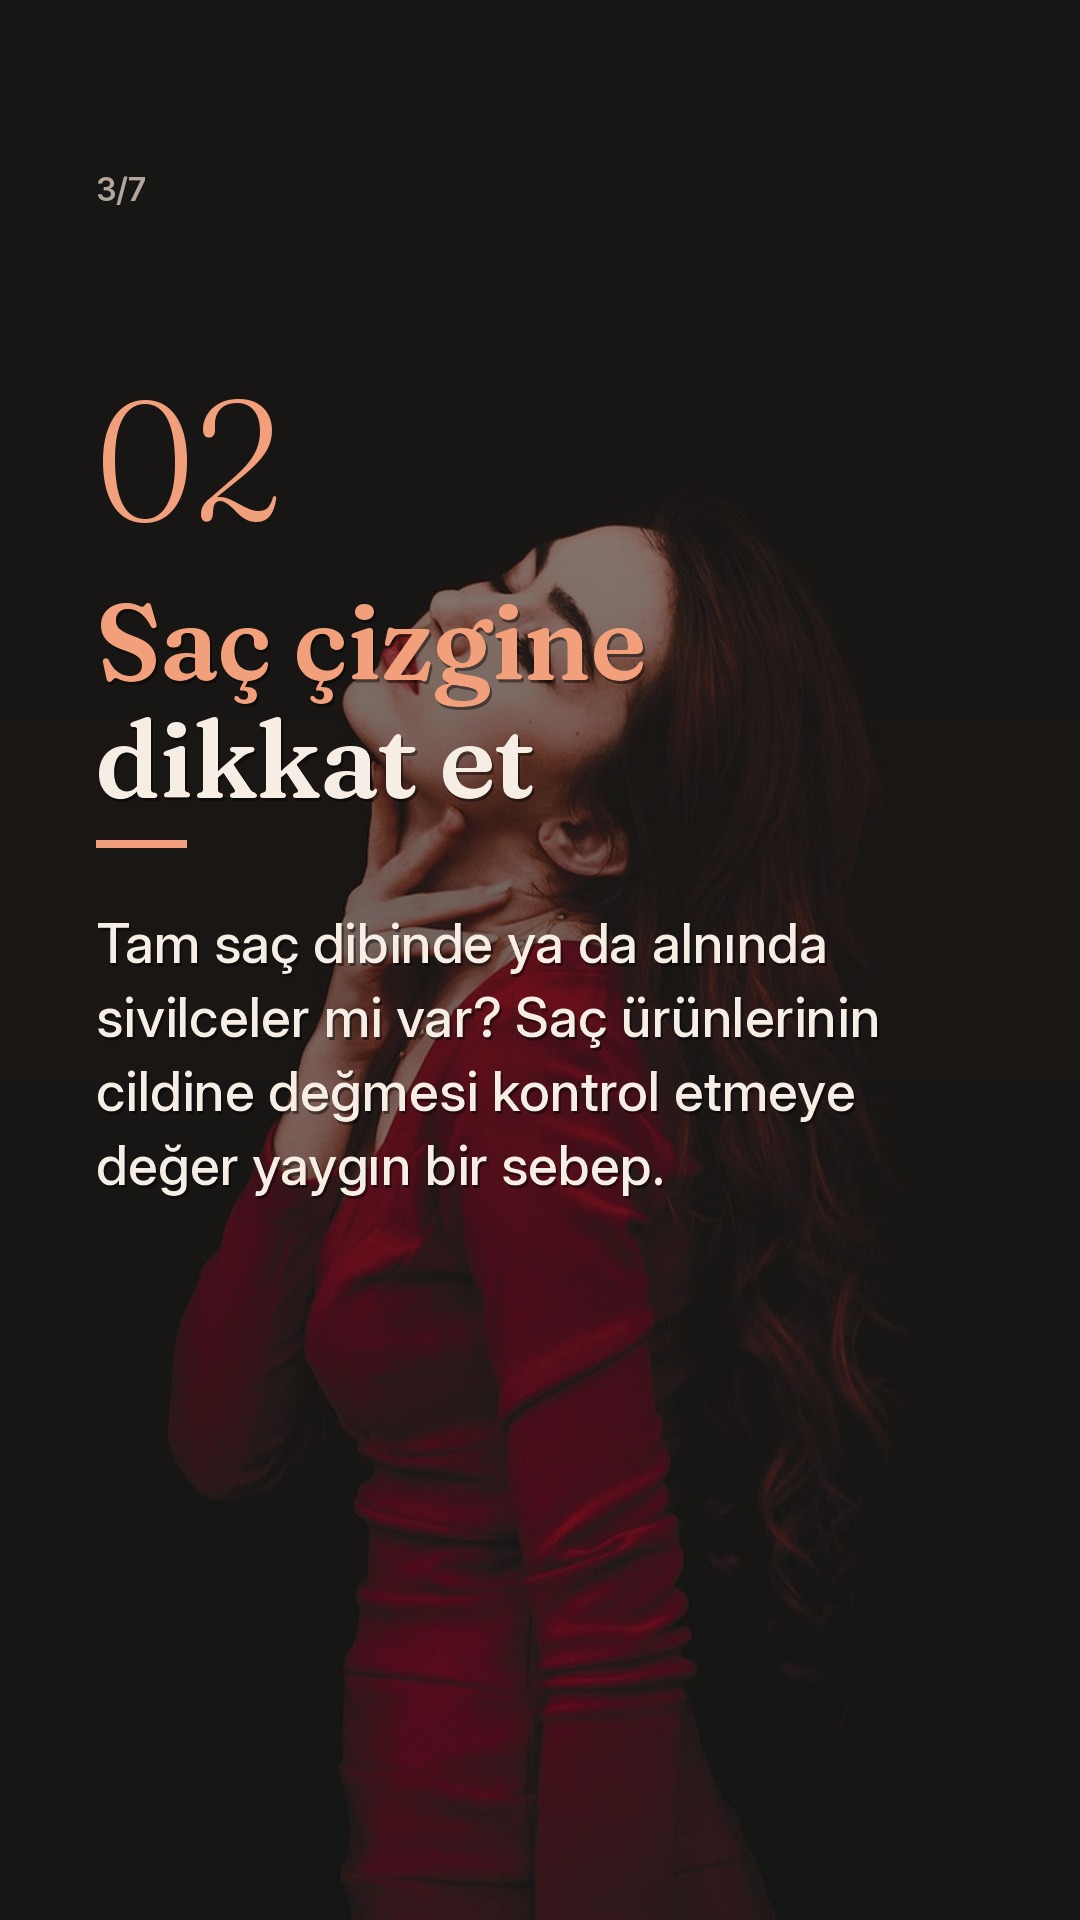 3/7
02
Saç çizgine
dikkat et
Tam saç dibinde ya da alnında
sivilceler mi var? Saç ürünlerinin
cildine değmesi kontrol etmeye
değer yaygın bir sebep.